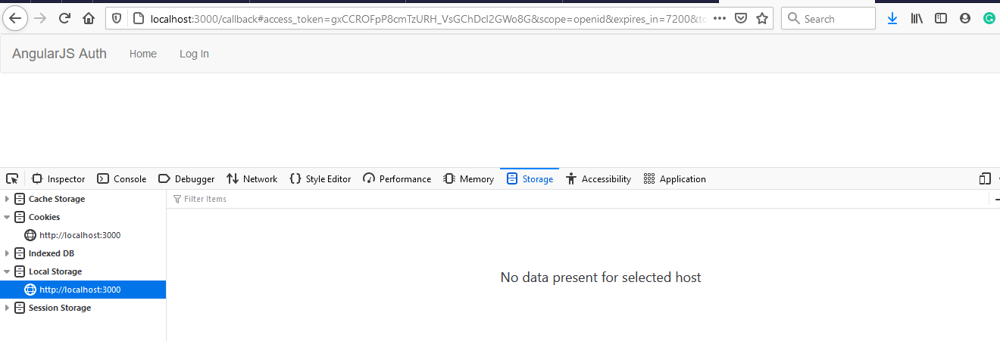 localhost:3000/callback#access_token=gxCCROFpP8cmTzURH_VsGChDcI2GWo8G&scope=openid&expires_in=7200&to
Search
AngularJS Auth Home Log In
Inspector Console Debugger Network Style Editor Performance Memory Storage Accessibility Application
Cache Storage
Filter Items
Cookies
http://localhost:3000
Indexed DB
Local Storage
http://localhost:3000
Session Storage
No data present for selected host